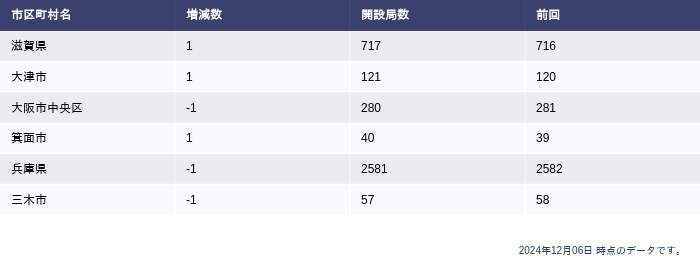 市区町村名 増減数 開設局数 前回
滋賀県 1 717 716
大津市 1 121 120
大阪市中央区 -1 280 281
箕面市 1 40 39
兵庫県 -1 2581 2582
三木市 -1 57 58
2024年12月06日 時点のデータです。